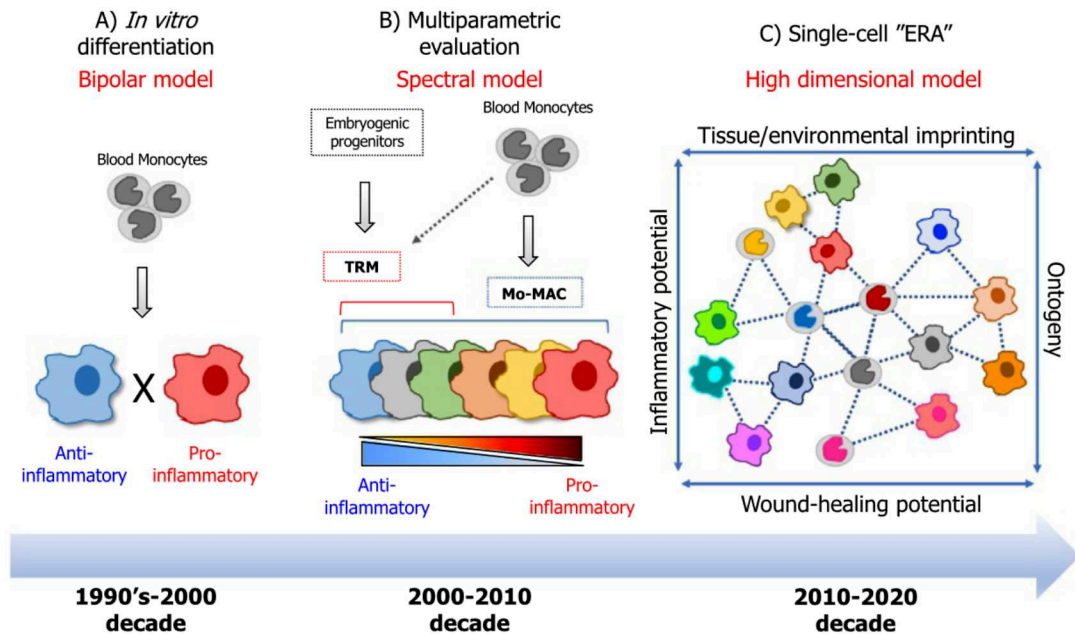 A) In vitro
differentiation
Bipolar model
Blood Monocytes
X
Anti-
inflammatory
Pro-
inflammatory
B) Multiparametric
evaluation
Spectral model
Embryogenic
progenitors
Blood Monocytes
TRM
Mo-MAC
Anti-
inflammatory
Pro-
inflammatory
C) Single-cell ”ERA”
High dimensional model
Tissue/environmental imprinting
Inflammatory potential
Ontogeny
Wound-healing potential
1990’s-2000
decade
2000-2010
decade
2010-2020
decade